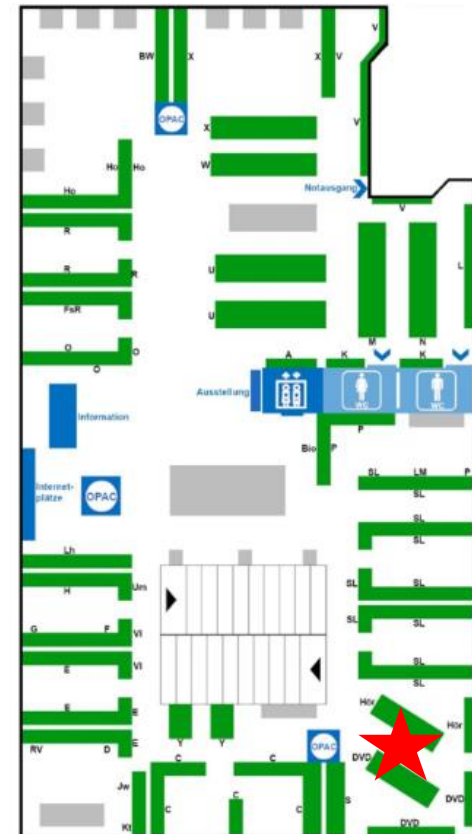 BW X X V V
OPAC
X
V
Ho Ho
W
Notausgang
Ho
V
R
L
R R
U
FsR
U
O O
M N
O
A K K
Ausstellung
WC WC
Information
P
Bio P
SL LM P
Internet-
plätze
OPAC
SL
SL
SL
Lh
H Um
SL
SL
G F VI
SL
SL
E VI
SL
SL
E E
Hör
Hör
RV D E
Y Y
OPAC
DVD
C C
Jw
C C C S
DVD
Kt
DVD